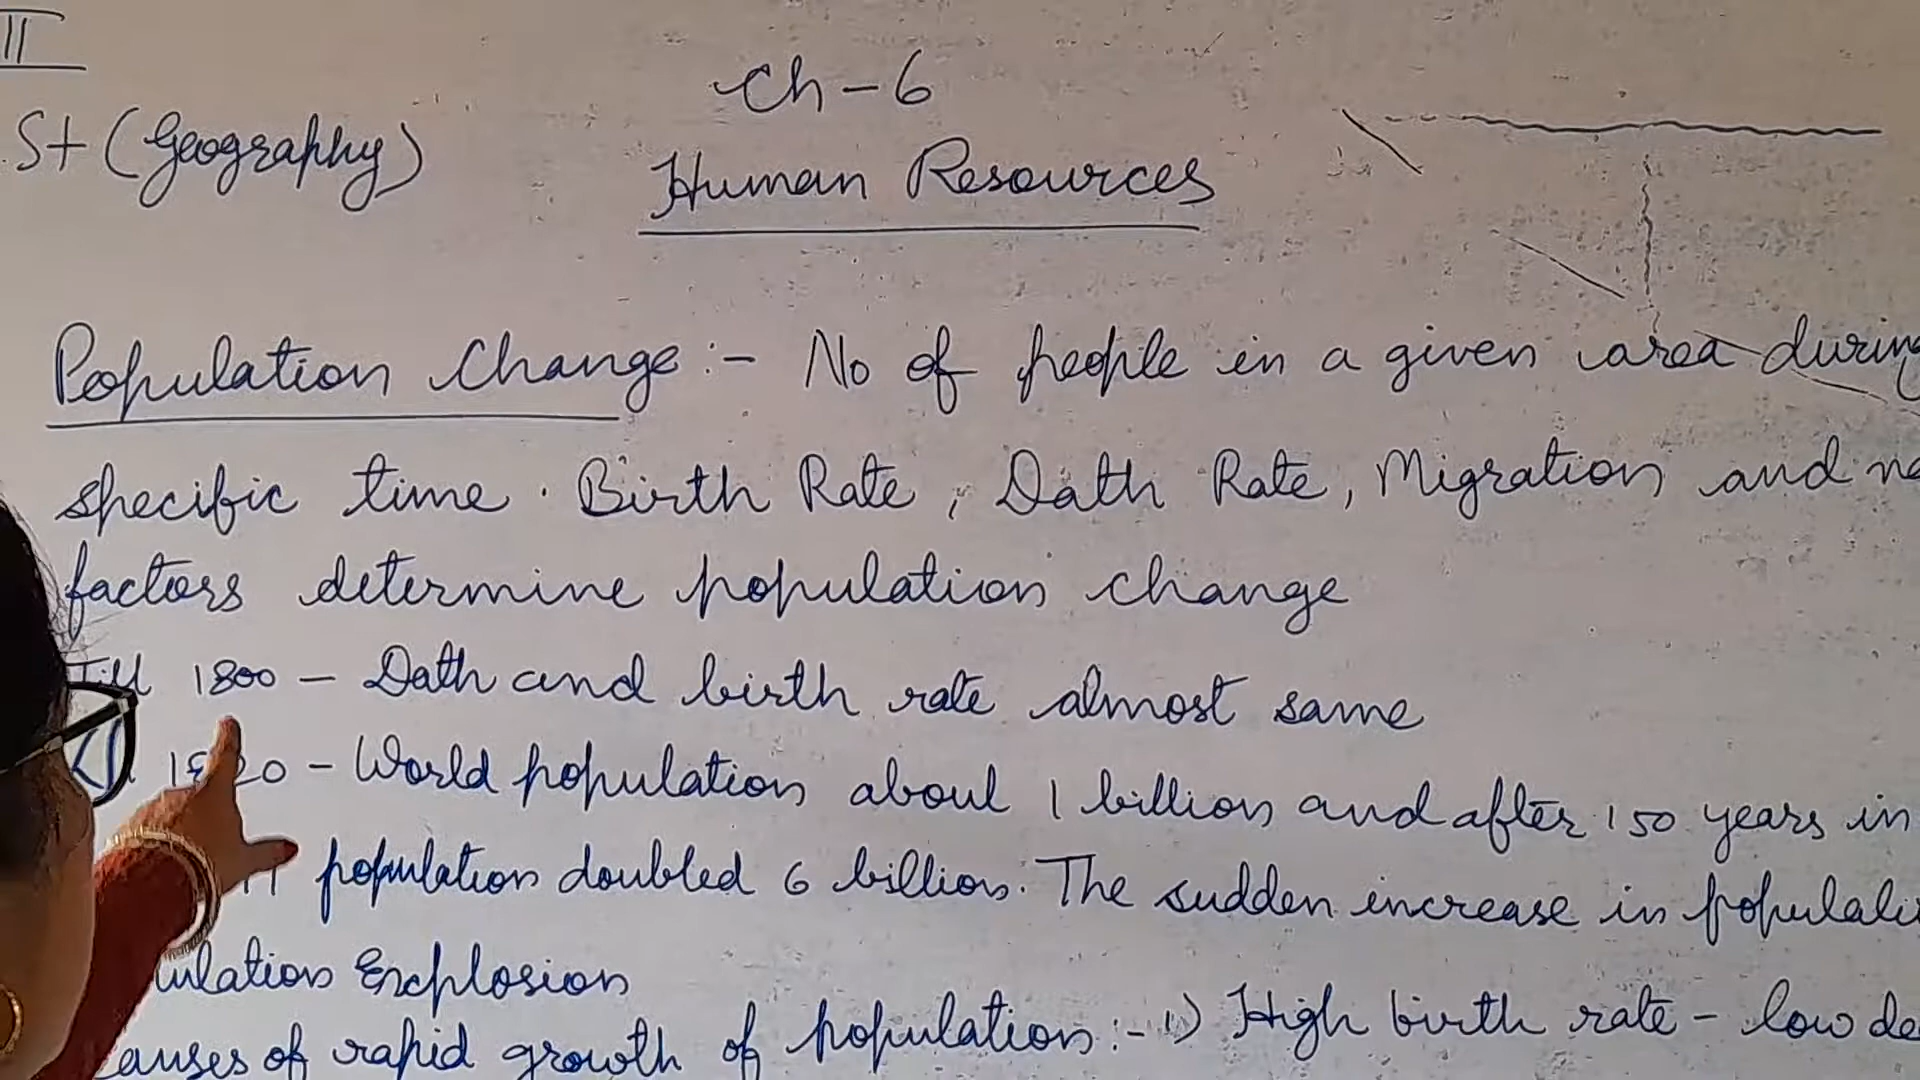 II
Ch-6
St (Geography)
Human Resources
Population Change :- No of people in a given area during
specific time. Birth Rate, Dath Rate, Migration and
factors determine population change
Till 1800 - Dath and birth rate almost same
- World population about 1 billion and after 150 years in
population doubled 6 billion. The sudden increase in
Explosion
of rapid growth of population :- 1) High birth rate - low